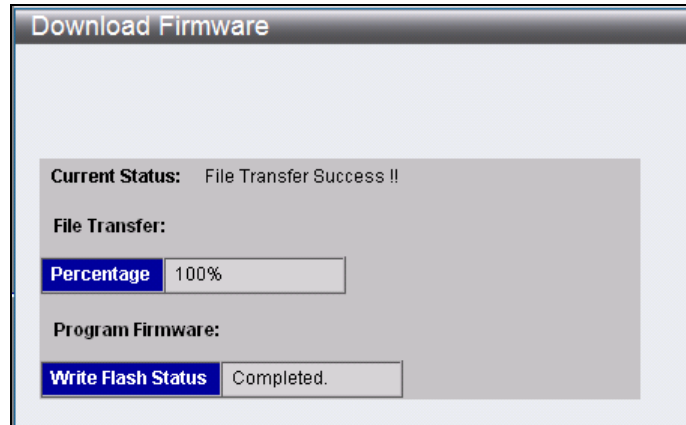 Download Firmware
Current Status: File Transfer Success !!
File Transfer:
Percentage 100%
Program Firmware:
Write Flash Status Completed.